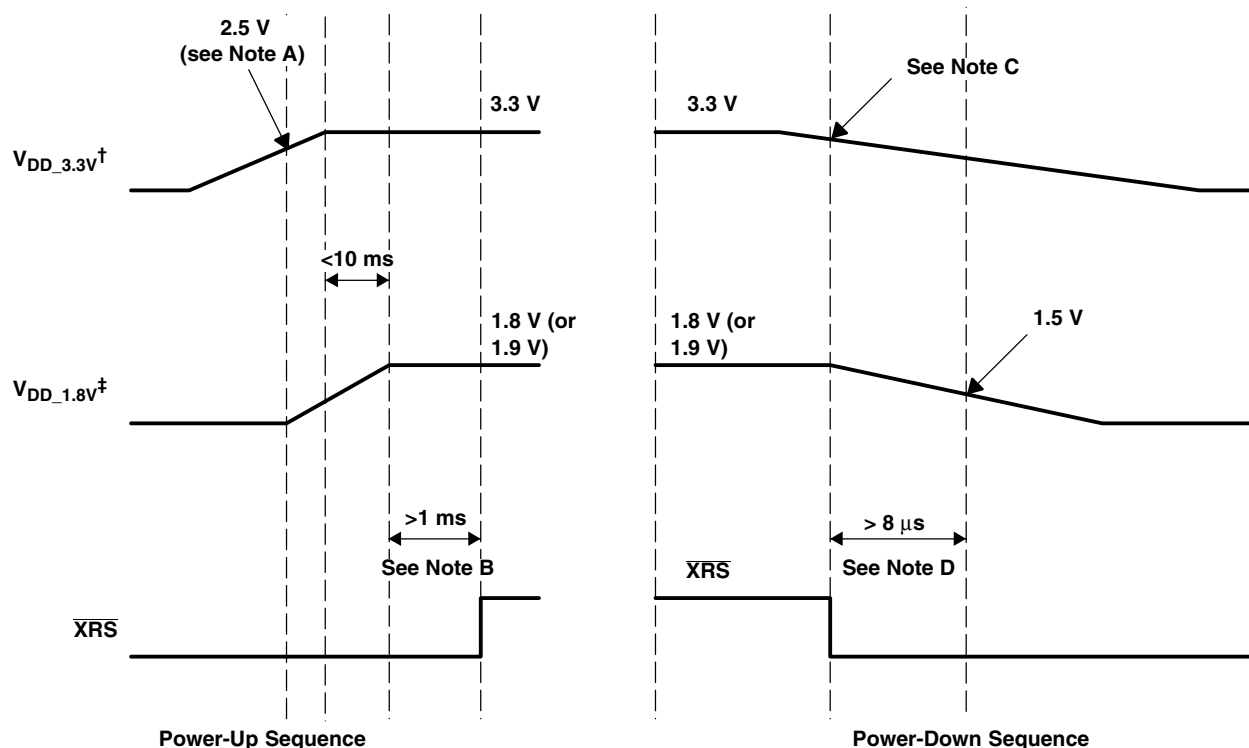 2.5 V
(see Note A)
See Note C
3.3 V
3.3 V
VDD_3.3V†
<10 ms
1.8 V (or
1.9 V)
1.8 V (or
1.9 V)
1.5 V
VDD_1.8V‡
>1 ms
> 8 μs
See Note B
XRS
See Note D
XRS
Power-Up Sequence
Power-Down Sequence